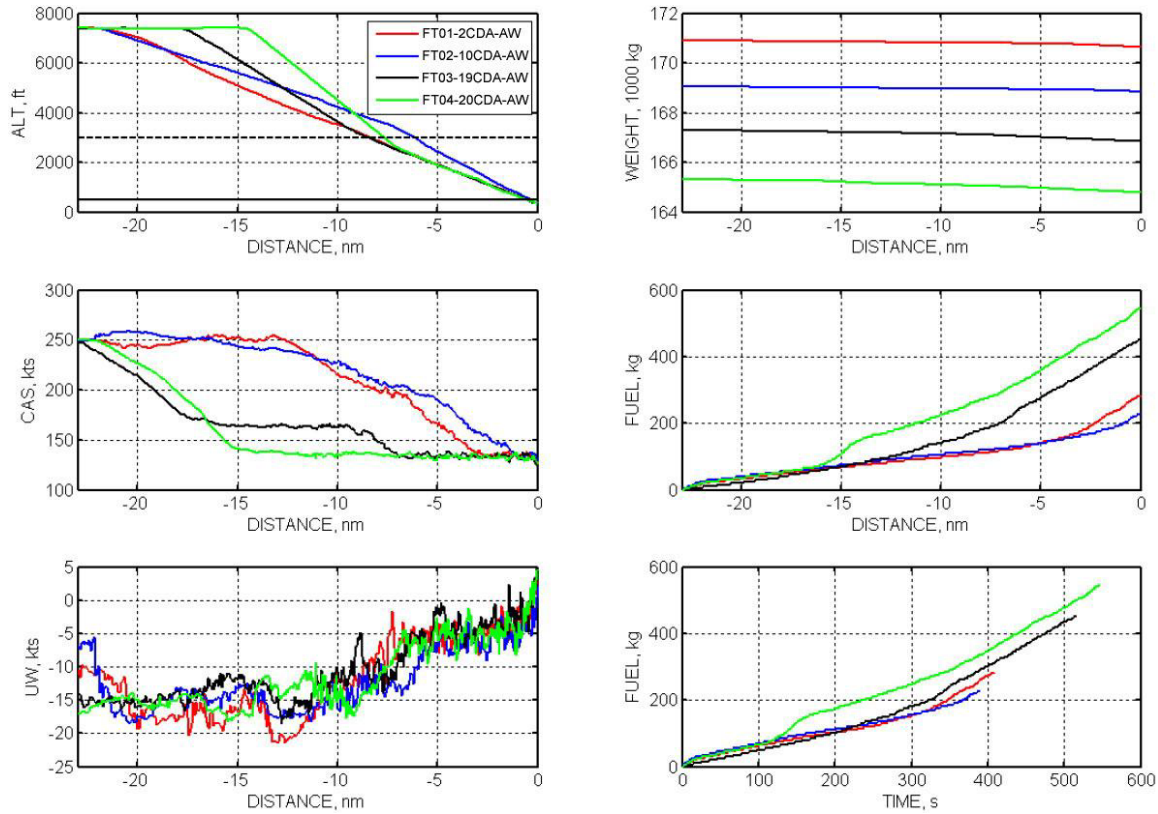 8000
6000
4000
2000
0
ALT, ft
-20 -15 -10 -5 0
DISTANCE, nm
FT01-2CDA-AW
FT02-10CDA-AW
FT03-19CDA-AW
FT04-20CDA-AW
172
170
168
166
164
WEIGHT, 1000 kg
-20 -15 -10 -5 0
DISTANCE, nm
300
250
200
150
100
CAS, kts
-20 -15 -10 -5 0
DISTANCE, nm
600
400
200
0
FUEL, kg
-20 -15 -10 -5 0
DISTANCE, nm
5
0
-5
-10
-15
-20
-25
UW, kts
-20 -15 -10 -5 0
DISTANCE, nm
600
400
200
0
FUEL, kg
0 100 200 300 400 500 600
TIME, s